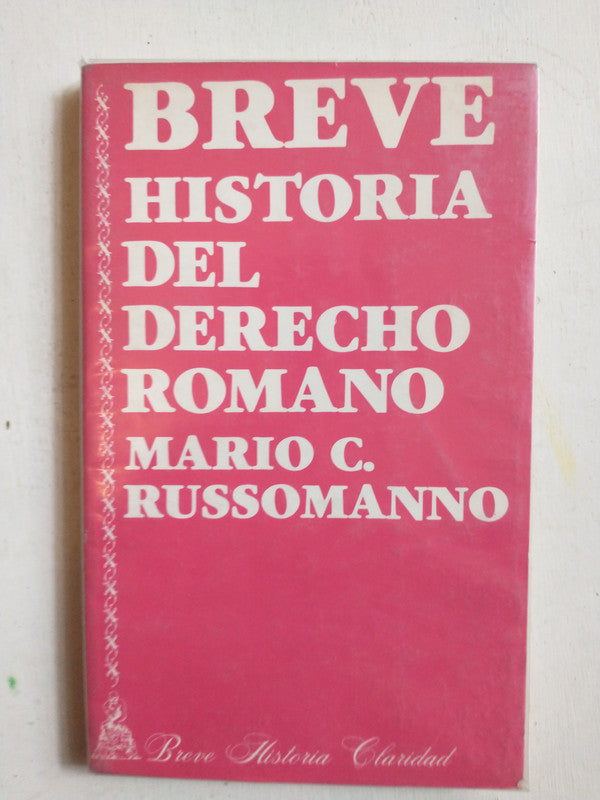 BREVE
HISTORIA
DEL
DERECHO
ROMANO
MARIO C.
RUSSOMANNO
Breve Historia Claridad